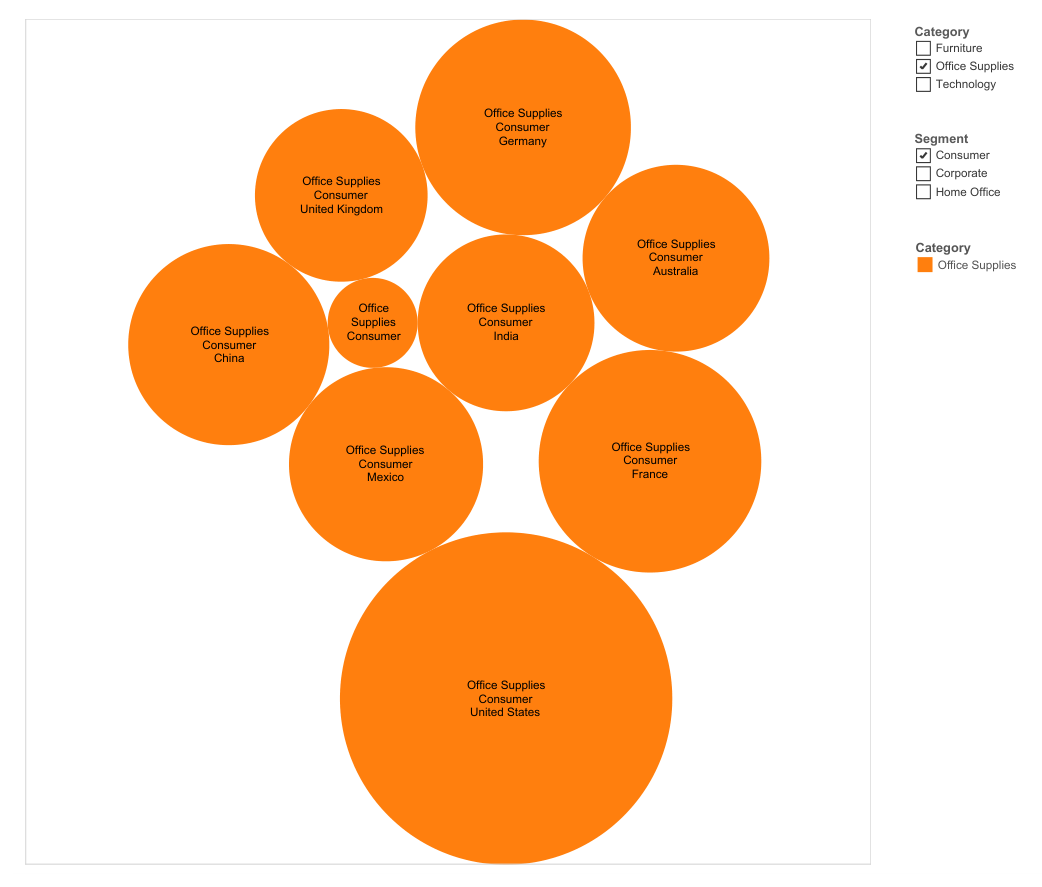 Office Supplies
Consumer
Germany
Office Supplies
Consumer
United Kingdom
Office Supplies
Consumer
Australia
Office Supplies
Consumer
China
Office
Supplies
Consumer
Office Supplies
Consumer
India
Office Supplies
Consumer
Mexico
Office Supplies
Consumer
France
Office Supplies
Consumer
United States
Category
Furniture
Office Supplies
Technology
Segment
Consumer
Corporate
Home Office
Category
Office Supplies